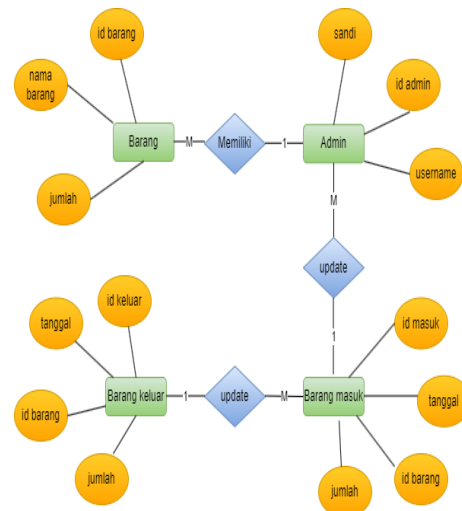 id barang
sandi
nama
barang
id admin
Barang
M
Memiliki
1
Admin
username
jumlah
M
update
id keluar
tanggal
id masuk
1
Barang keluar
1
update
M
Barang masuk
tanggal
id barang
jumlah
id barang
jumlah